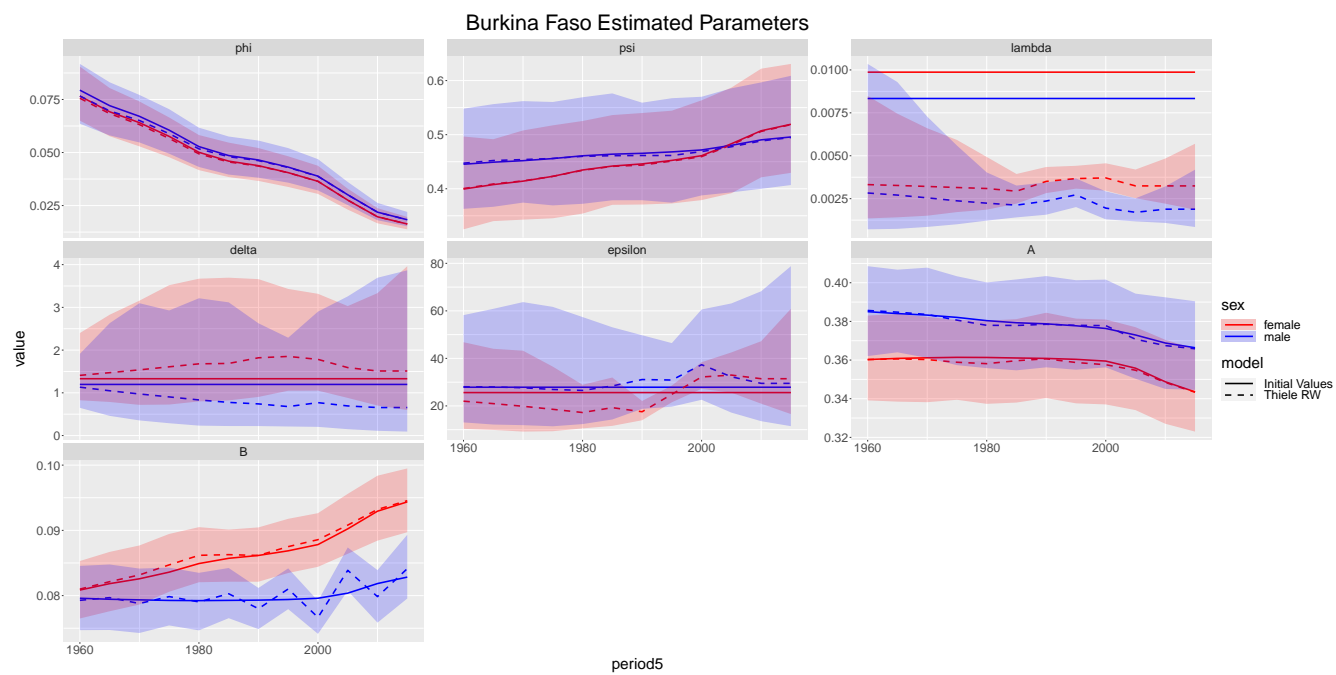 Burkina Faso Estimated Parameters
phi
psi
lambda
0.075
0.050
0.025
0.6
0.5
0.4
0.0100
0.0075
0.0050
0.0025
delta
epsilon
A
4
3
2
1
0
80
60
40
20
0.40
0.38
0.36
0.34
0.32
1960
1980
2000
1960
1980
2000
B
0.10
0.09
0.08
1960
1980
2000
value
period5
sex
female
male
model
Initial Values
Thiele RW